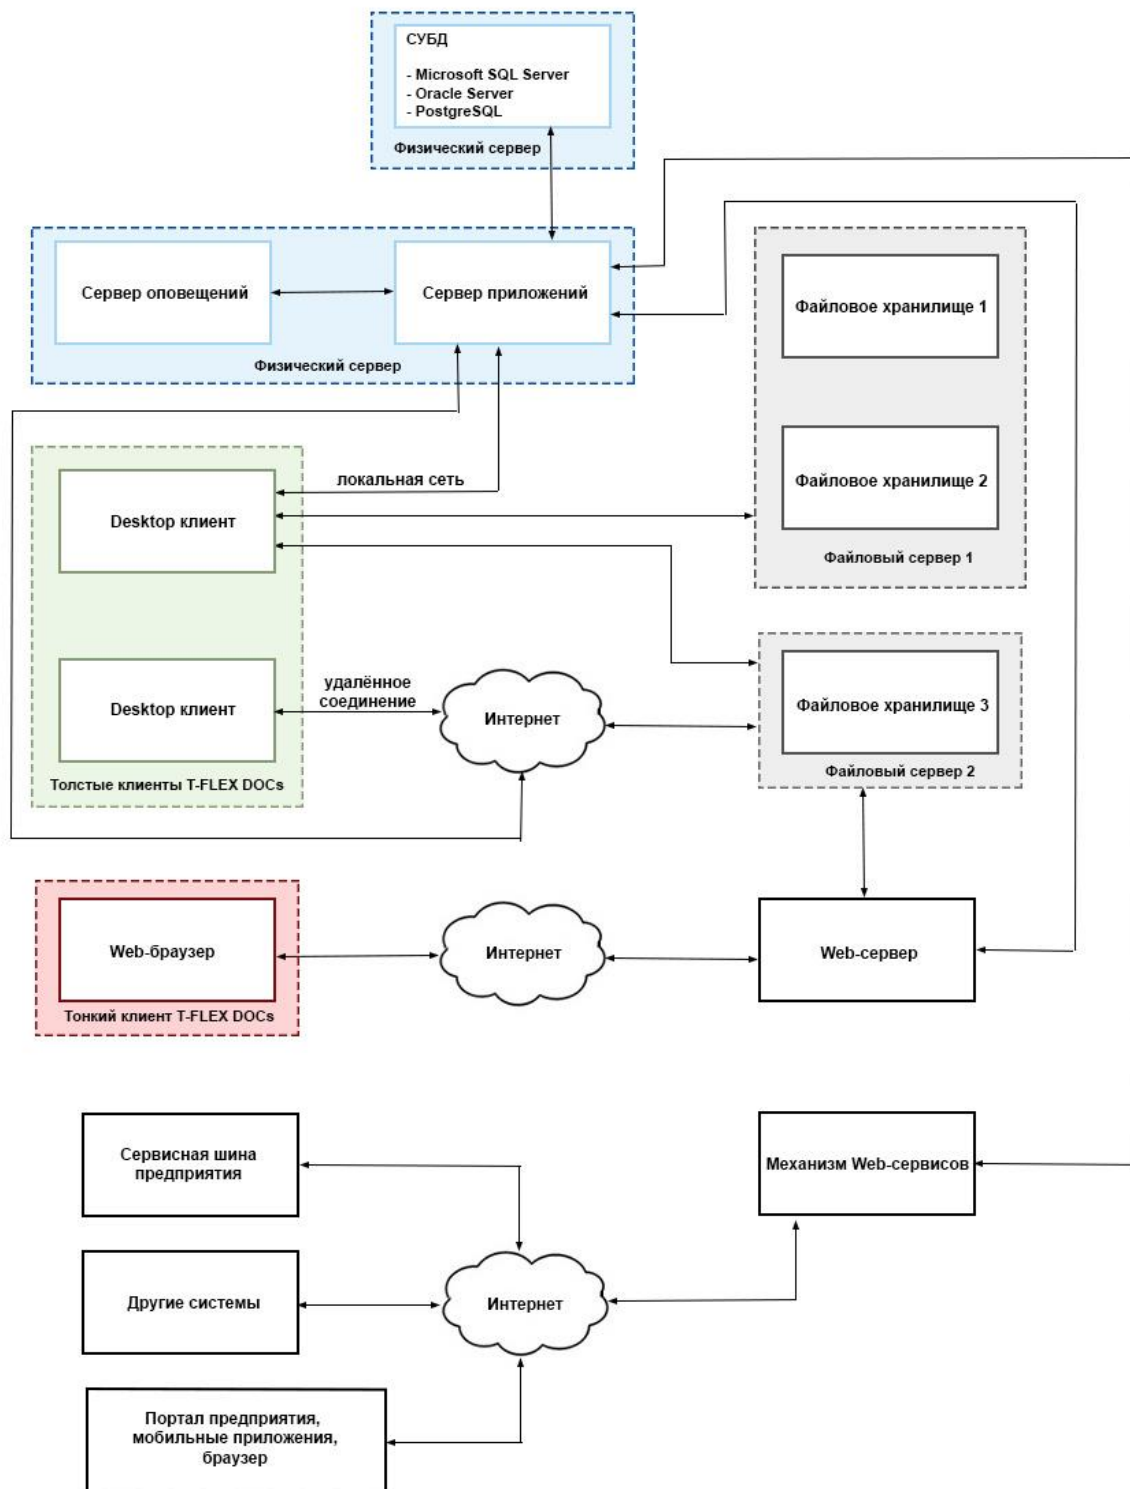 СУБД
- Microsoft SQL Server
- Oracle Server
- PostgreSQL
Физический сервер
Сервер оповещений
Сервер приложений
Физический сервер
Файловое хранилище 1
Файловое хранилище 2
Файловый сервер 1
локальная сеть
Desktop клиент
Desktop клиент
удалённое
соединение
Интернет
Файловое хранилище 3
Файловый сервер 2
Толстые клиенты T-FLEX DOCs
Web-браузер
Интернет
Web-сервер
Тонкий клиент T-FLEX DOCs
Сервисная шина
предприятия
Механизм Web-сервисов
Другие системы
Интернет
Портал предприятия,
мобильные приложения,
браузер